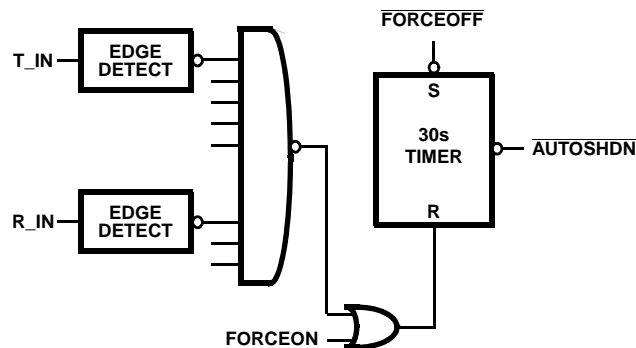 FORCEOFF
T_IN
EDGE
DETECT
S
30s
TIMER
AUTOSHDN
R
R_IN
EDGE
DETECT
FORCEON